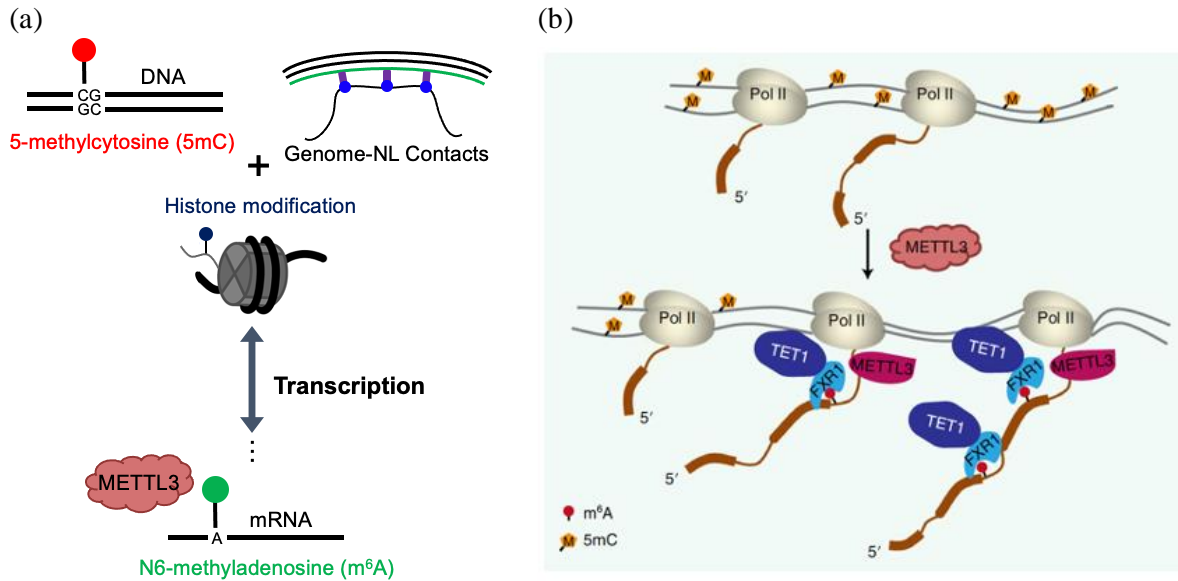 (a)
DNA
CG
GC
5-methylcytosine (5mC)
+
Genome-NL Contacts
Histone modification
Transcription
...
METTL3
mRNA
A
N6-methyladenosine (m⁶A)
(b)
M
M
M
M
M
M
M
Pol II
Pol II
5′
5′
METTL3
M
M
M
Pol II
Pol II
Pol II
TET1
TET1
METTL3
METTL3
FXR1
FXR1
5′
TET1
FXR1
5′
m⁶A
M 5mC
5′